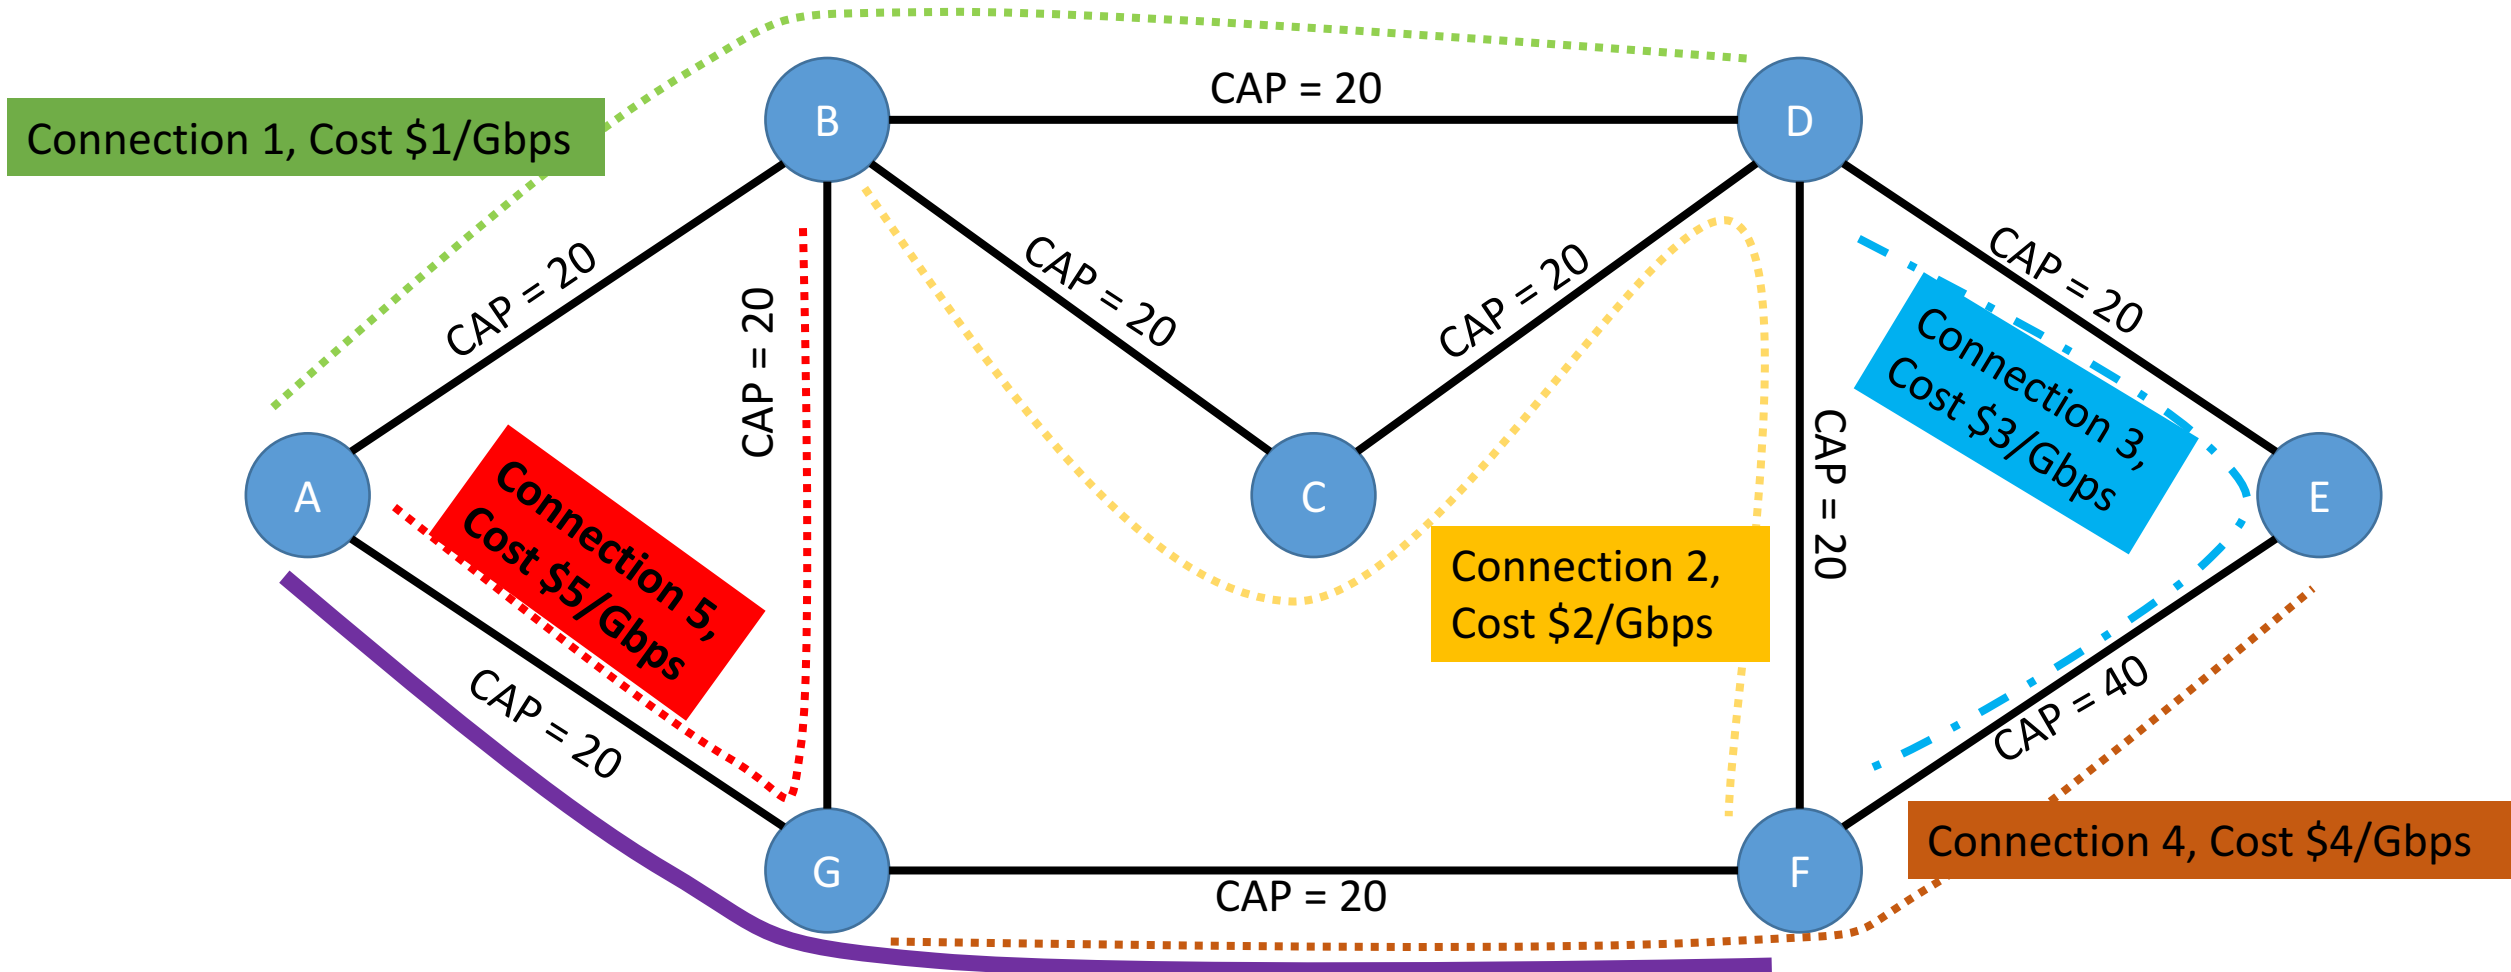 CAP = 20
B
D
Connection 1, Cost $1/Gbps
CAP = 20
CAP = 20
CAP = 20
CAP = 20
CAP = 20
Connection 3,
Cost $3/Gbps
CAP = 20
A
Connection 5,
Cost $5/Gbps
C
E
Connection 2,
Cost $2/Gbps
CAP = 20
CAP = 40
G
F
Connection 4, Cost $4/Gbps
CAP = 20